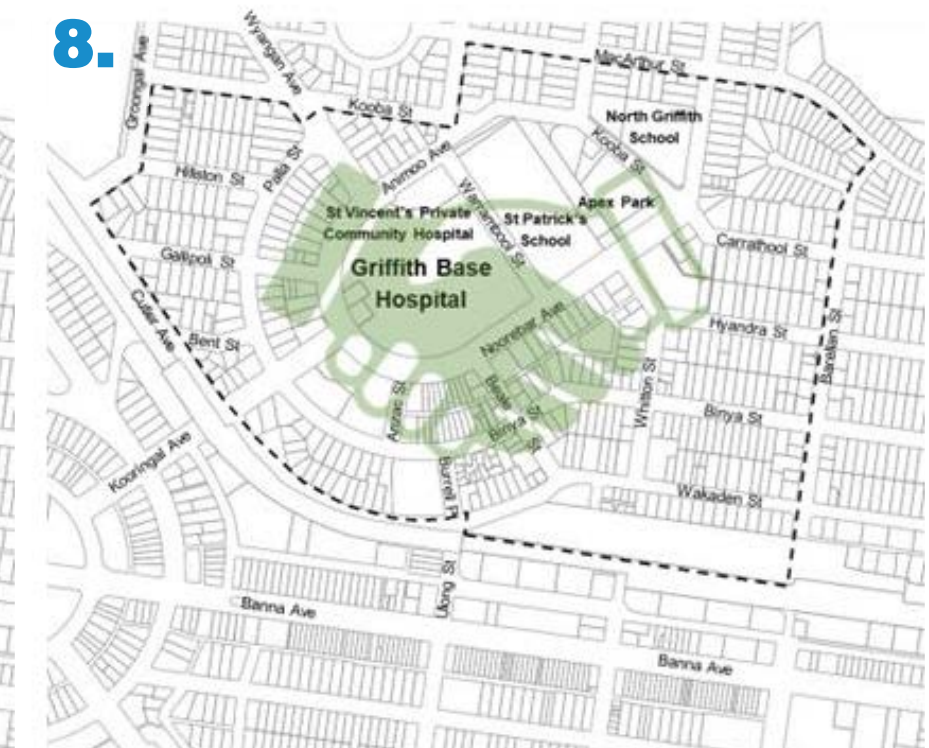 8.
Groongal Ave
Wyangan Ave
MacArthur St
Kooba St
North Griffith
School
Kooba St
Animoo Ave
Palla St
Hillston St
Warrambool St
Apex Park
St Vincent's Private
Community Hospital
St Patrick's
School
Carrathool St
Gallipoli St
Griffith Base
Hospital
Noorebar Ave
Hyandra St
Cutler Ave
Bent St
Barellan St
Whitton St
Anzac St
Beale
Binya St
Binya St
St
Kooringal Ave
Burrell Pl
Wakaden St
Ulong St
Banna Ave
Banna Ave